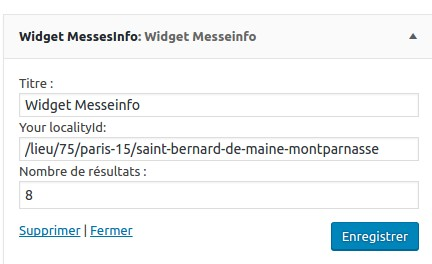 Widget MessesInfo: Widget Messeinfo
Titre :
Widget Messeinfo
Your localityId:
/lieu/75/paris-15/saint-bernard-de-maine-montparnasse
Nombre de résultats :
8
Supprimer | Fermer
Enregistrer